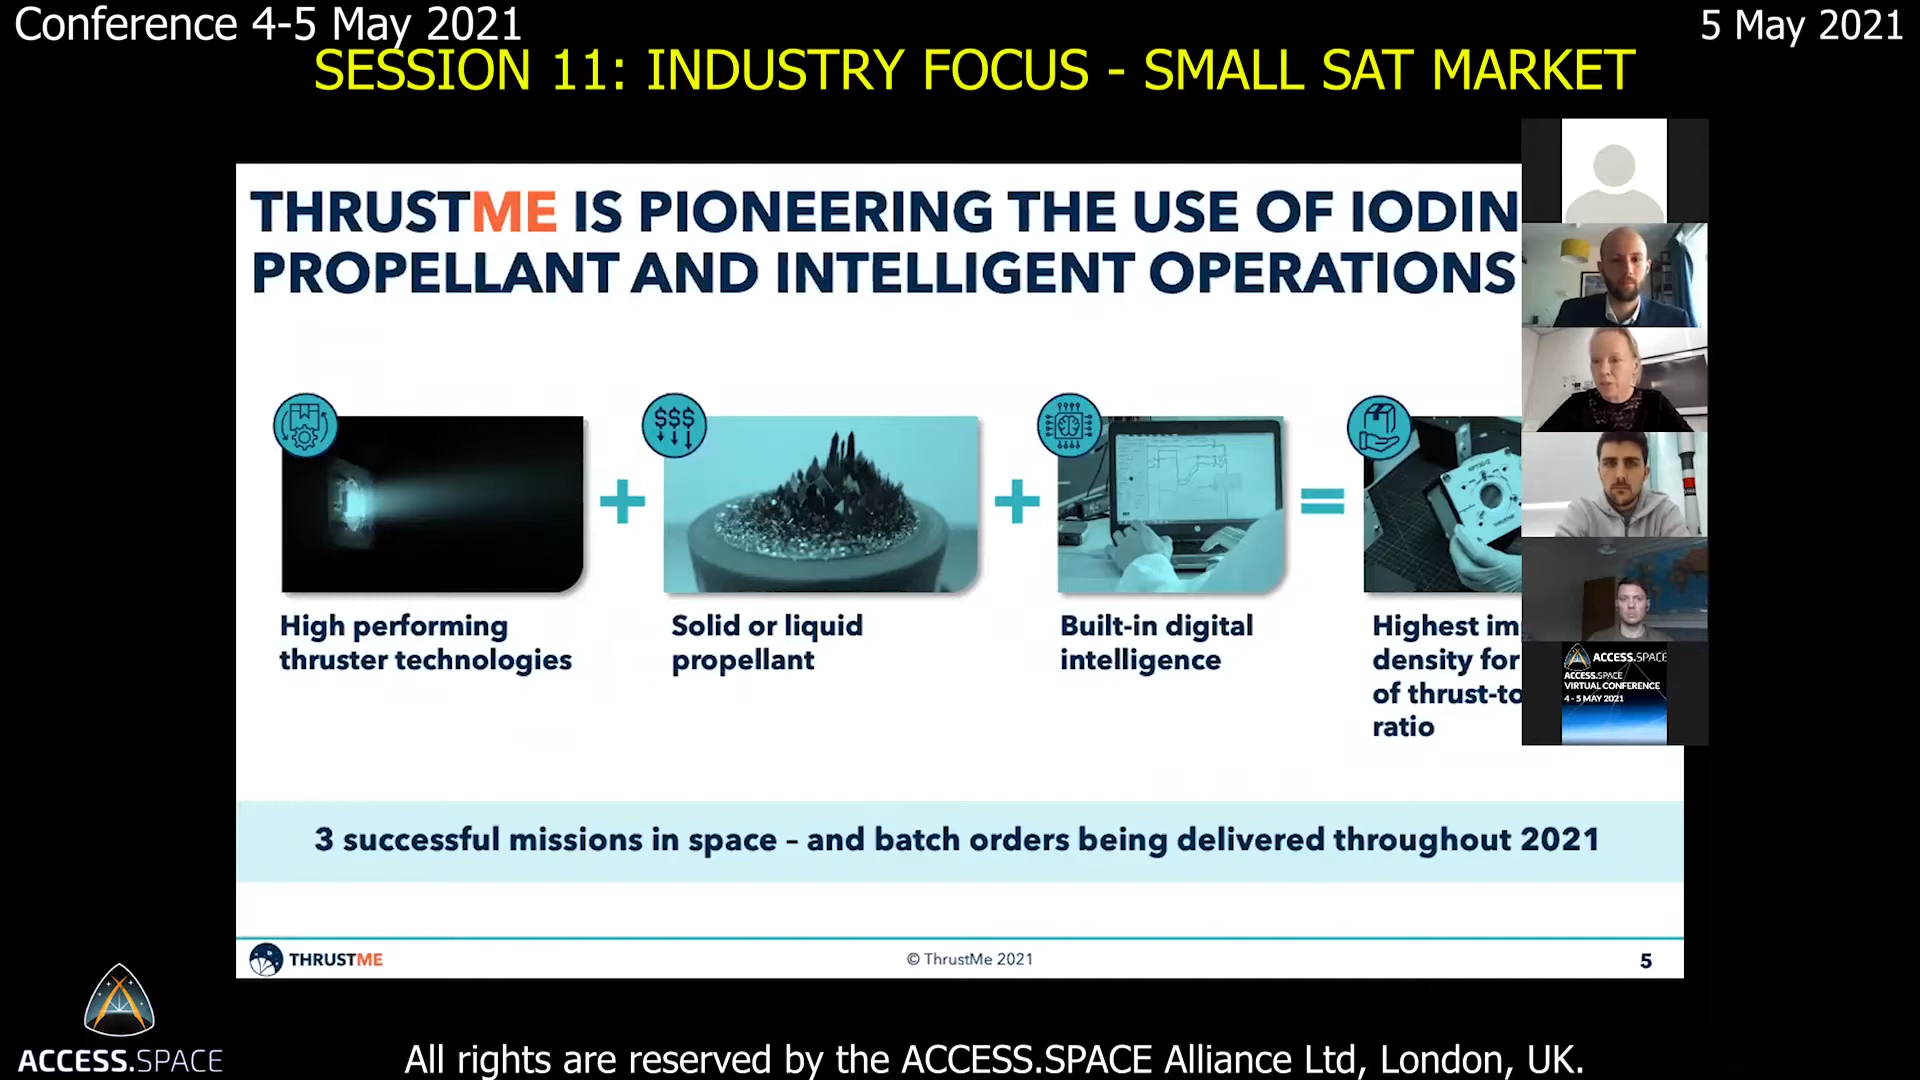 Conference 4-5 May 2021
5 May 2021
SESSION 11: INDUSTRY FOCUS - SMALL SAT MARKET
THRUSTME IS PIONEERING THE USE OF IODIN
PROPELLANT AND INTELLIGENT OPERATIONS
$$$
High performing
thruster technologies
Solid or liquid
propellant
Built-in digital
intelligence
Highest im
density for
of thrust-to
ratio
ACCESS.SPACE
ACCESS.SPACE
VIRTUAL CONFERENCE
4 - 5 MAY 2021
3 successful missions in space – and batch orders being delivered throughout 2021
THRUSTME
© ThrustMe 2021
5
ACCESS.SPACE
All rights are reserved by the ACCESS.SPACE Alliance Ltd, London, UK.